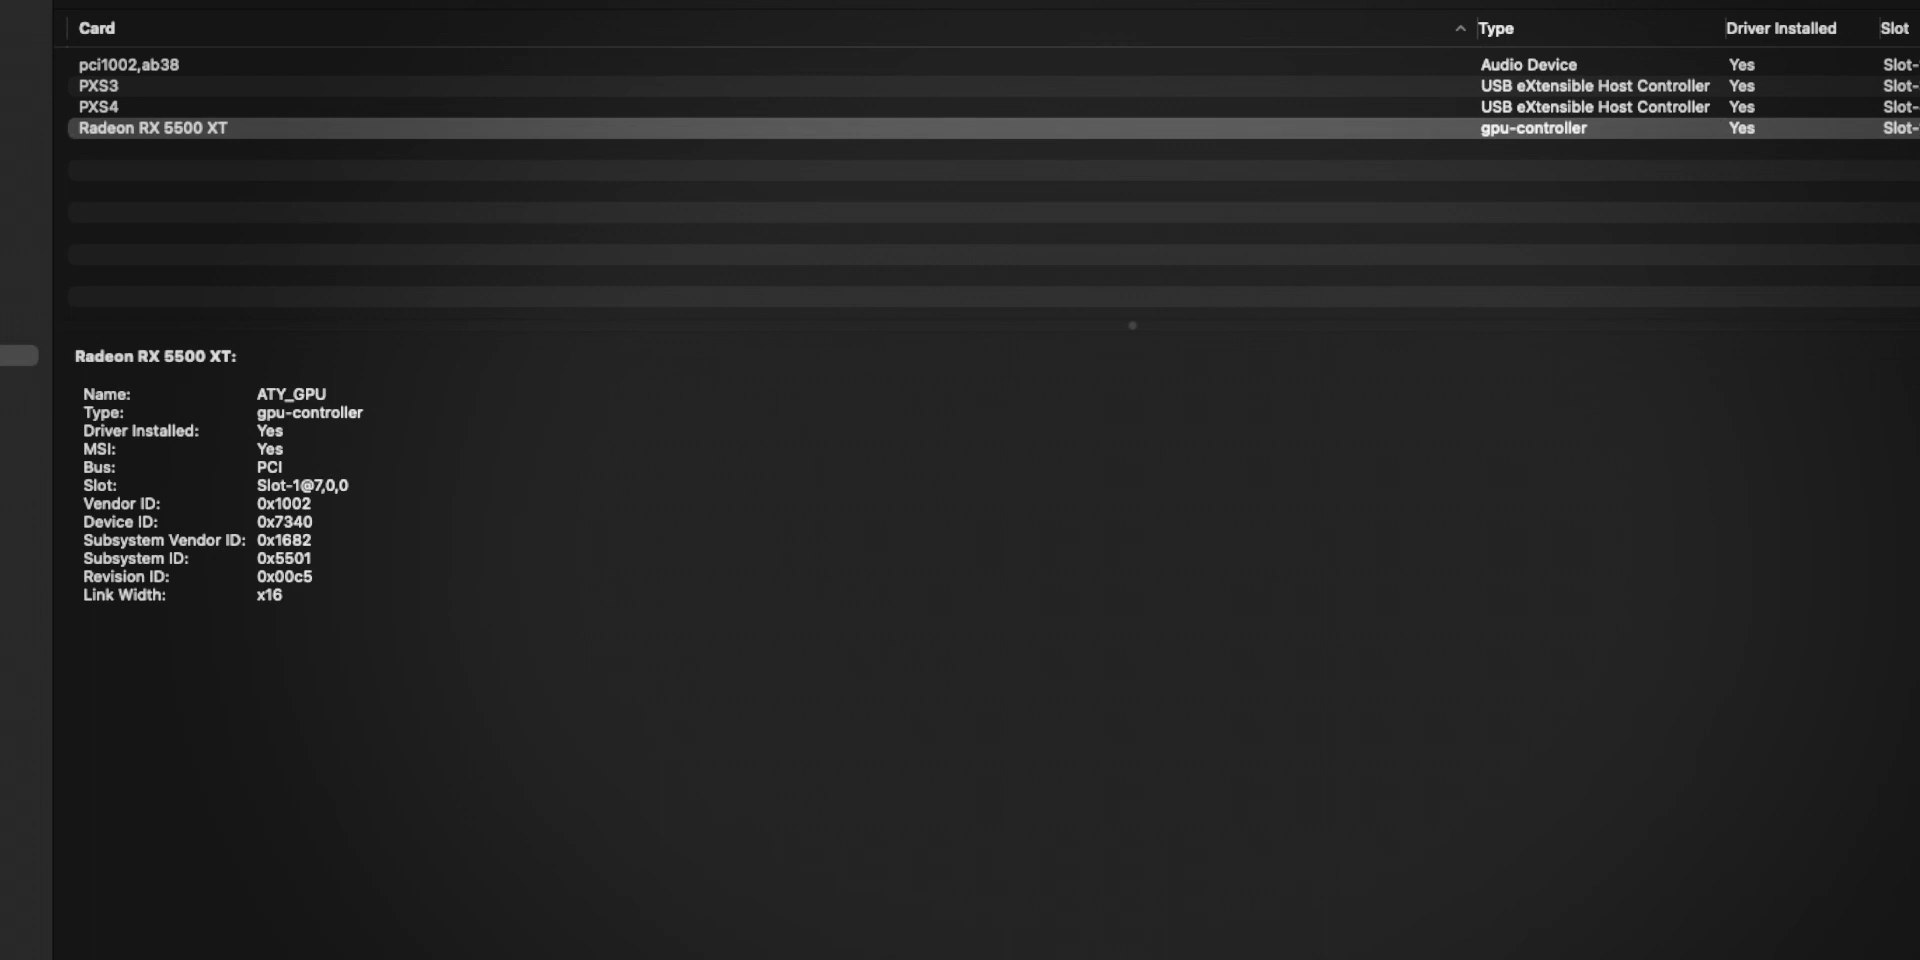 Card Type Driver Installed Slot
pci1002,ab38 Audio Device Yes Slot-
PXS3 USB eXtensible Host Controller Yes Slot-
PXS4 USB eXtensible Host Controller Yes Slot-
Radeon RX 5500 XT gpu-controller Yes Slot-
Radeon RX 5500 XT:
Name: ATY_GPU
Type: gpu-controller
Driver Installed: Yes
MSI: Yes
Bus: PCI
Slot: Slot-1@7,0,0
Vendor ID: 0x1002
Device ID: 0x7340
Subsystem Vendor ID: 0x1682
Subsystem ID: 0x5501
Revision ID: 0x00c5
Link Width: x16